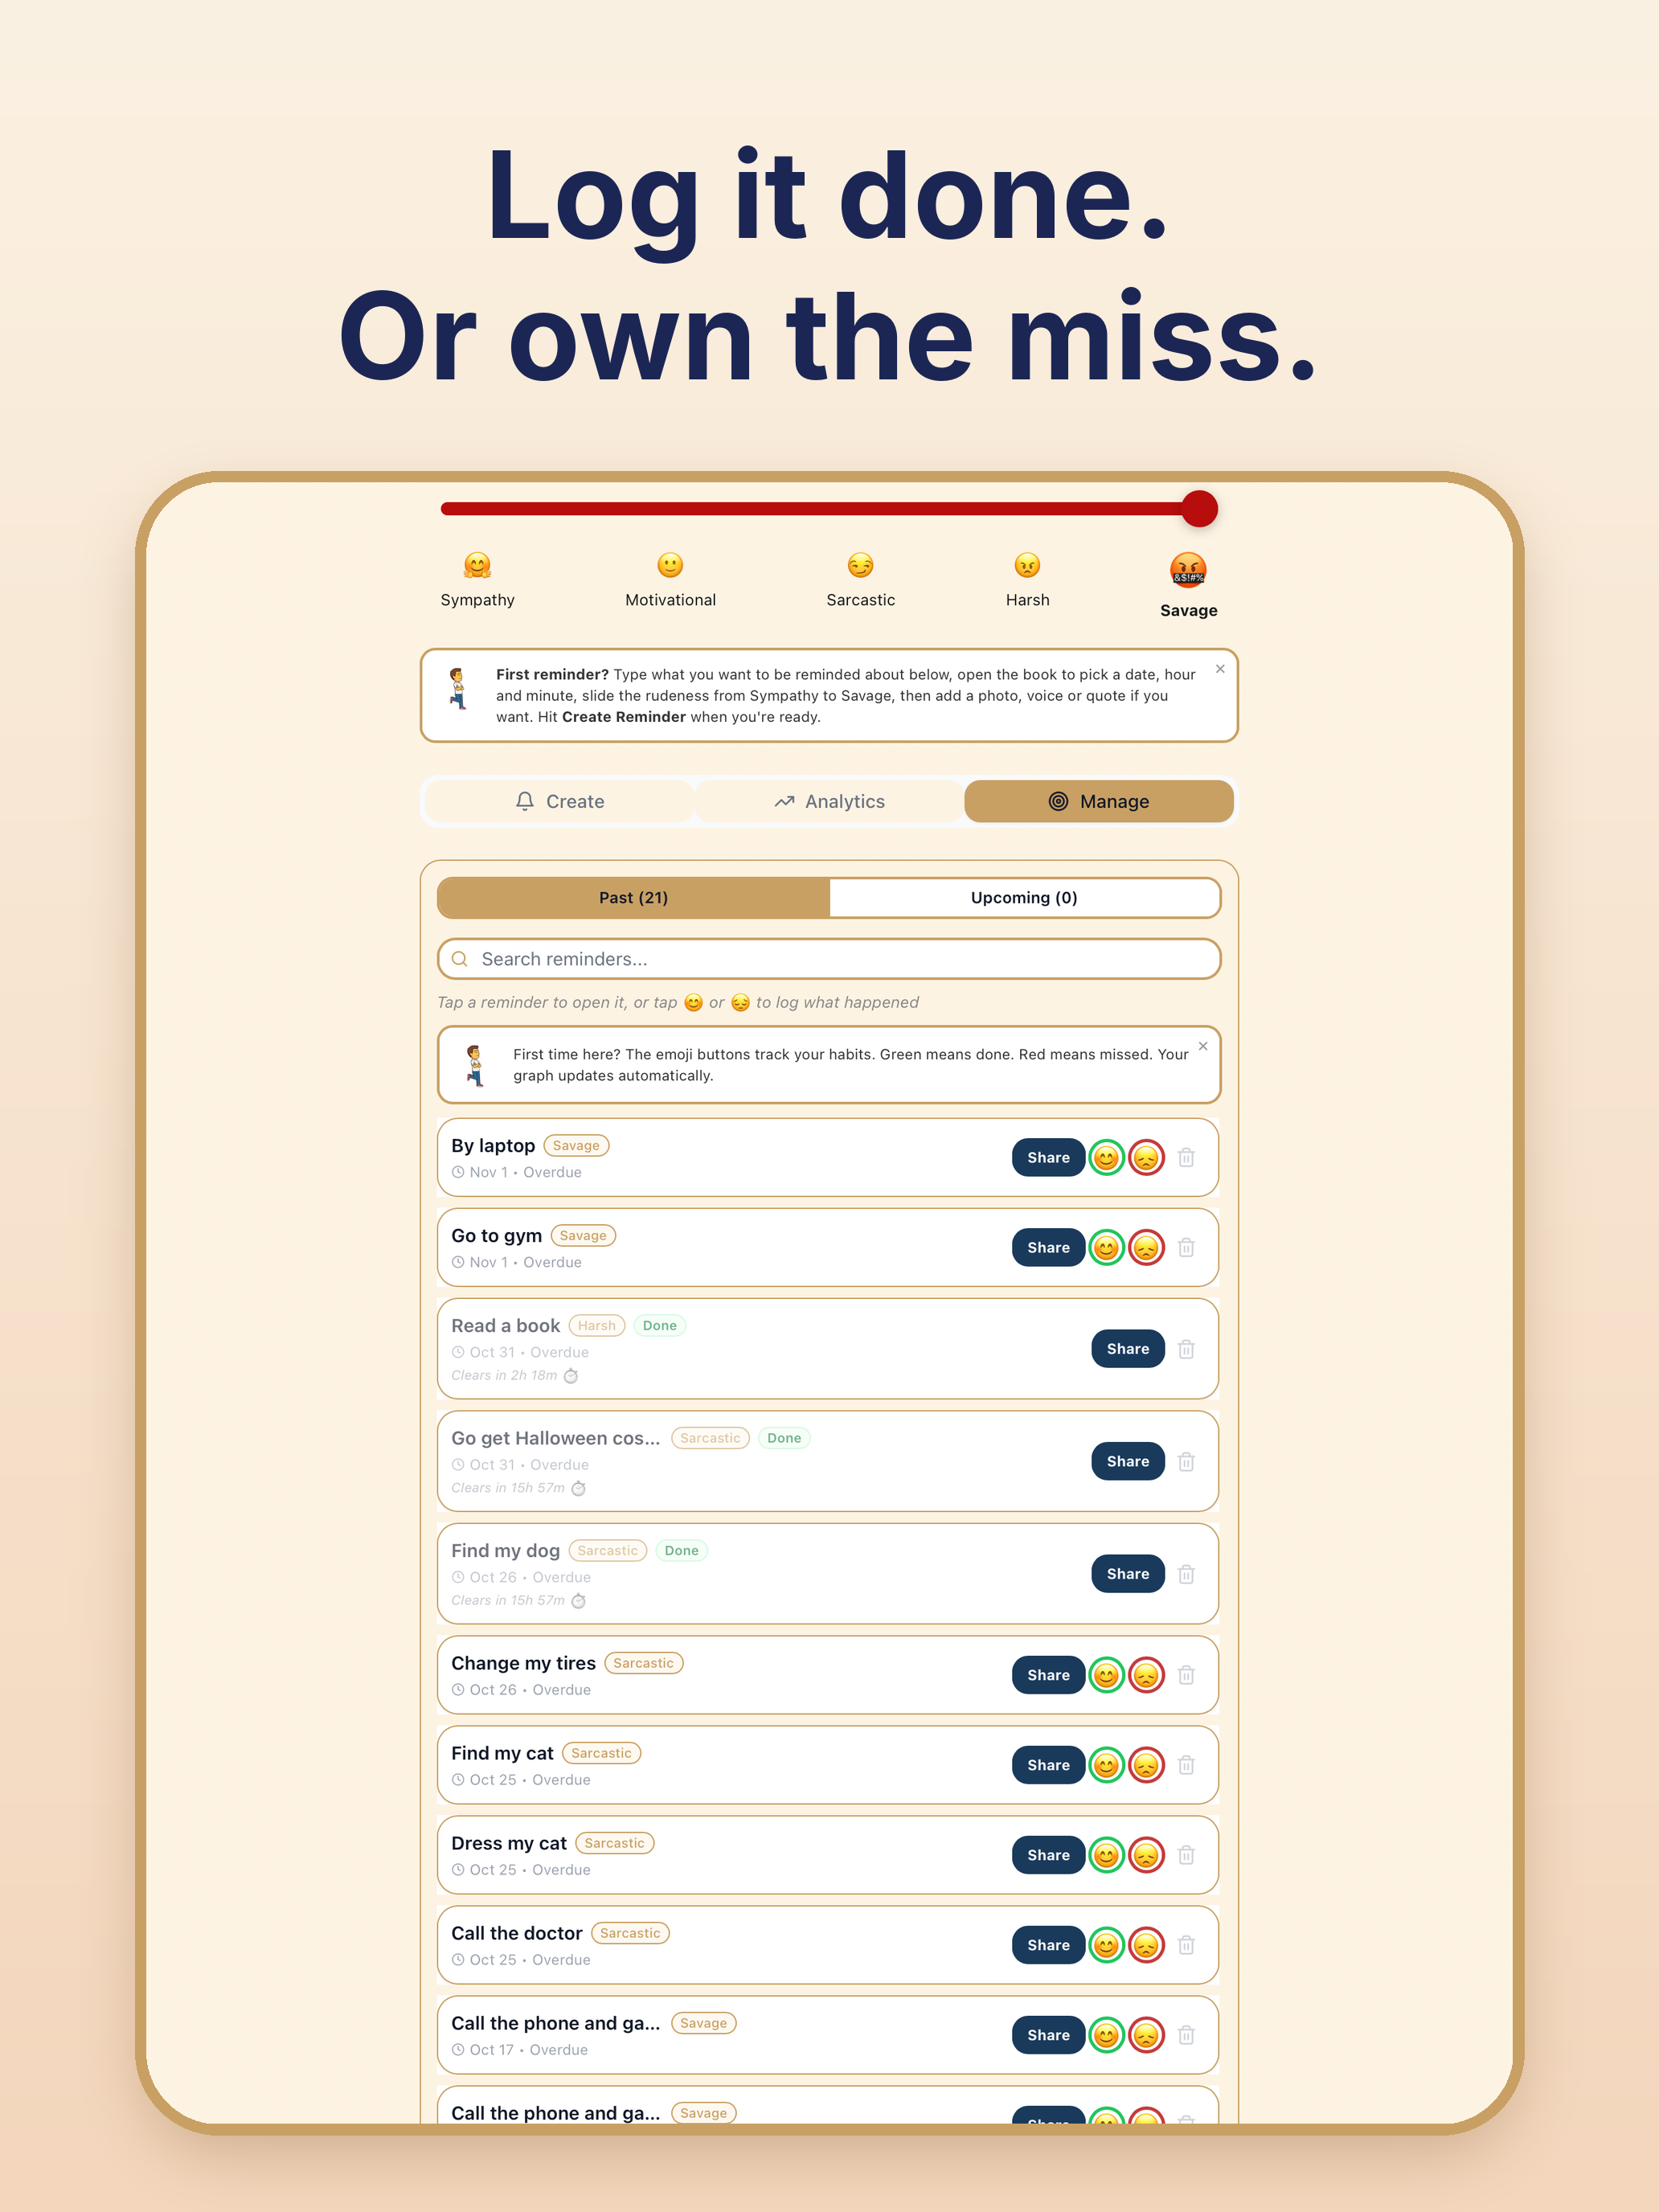 Log it done.
Or own the miss.
Sympathy
Motivational
Sarcastic
Harsh
&$!#%
Savage
First reminder? Type what you want to be reminded about below, open the book to pick a date, hour
and minute, slide the rudeness from Sympathy to Savage, then add a photo, voice or quote if you
want. Hit Create Reminder when you're ready.
Create
Analytics
Manage
Past (21)
Upcoming (0)
Search reminders...
Tap a reminder to open it, or tap 😊 or 😔 to log what happened
First time here? The emoji buttons track your habits. Green means done. Red means missed. Your
graph updates automatically.
By laptop Savage
Nov 1 • Overdue
Share
Go to gym Savage
Nov 1 • Overdue
Share
Read a book Harsh Done
Oct 31 • Overdue
Clears in 2h 18m ⏱
Share
Go get Halloween cos... Sarcastic Done
Oct 31 • Overdue
Clears in 15h 57m ⏱
Share
Find my dog Sarcastic Done
Oct 26 • Overdue
Clears in 15h 57m ⏱
Share
Change my tires Sarcastic
Oct 26 • Overdue
Share
Find my cat Sarcastic
Oct 25 • Overdue
Share
Dress my cat Sarcastic
Oct 25 • Overdue
Share
Call the doctor Sarcastic
Oct 25 • Overdue
Share
Call the phone and ga... Savage
Oct 17 • Overdue
Share
Call the phone and ga... Savage
Share